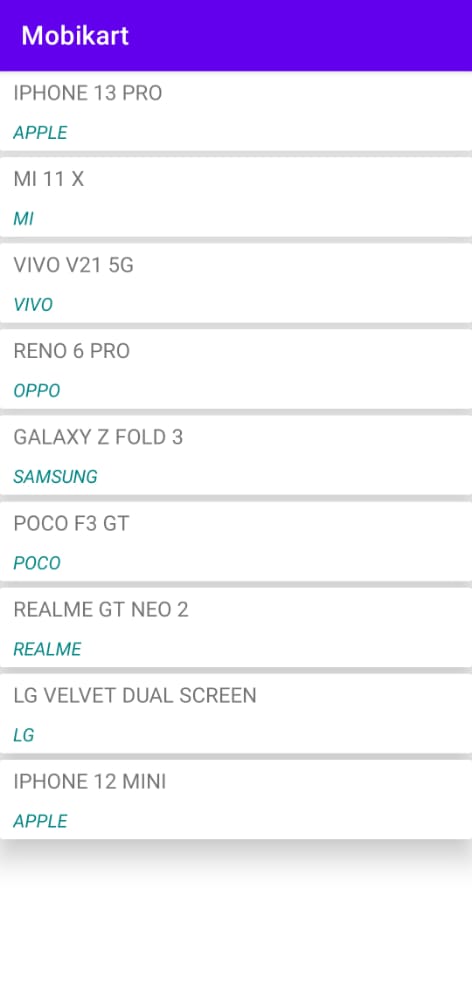 Mobikart
IPHONE 13 PRO
APPLE
MI 11 X
MI
VIVO V21 5G
VIVO
RENO 6 PRO
OPPO
GALAXY Z FOLD 3
SAMSUNG
POCO F3 GT
POCO
REALME GT NEO 2
REALME
LG VELVET DUAL SCREEN
LG
IPHONE 12 MINI
APPLE